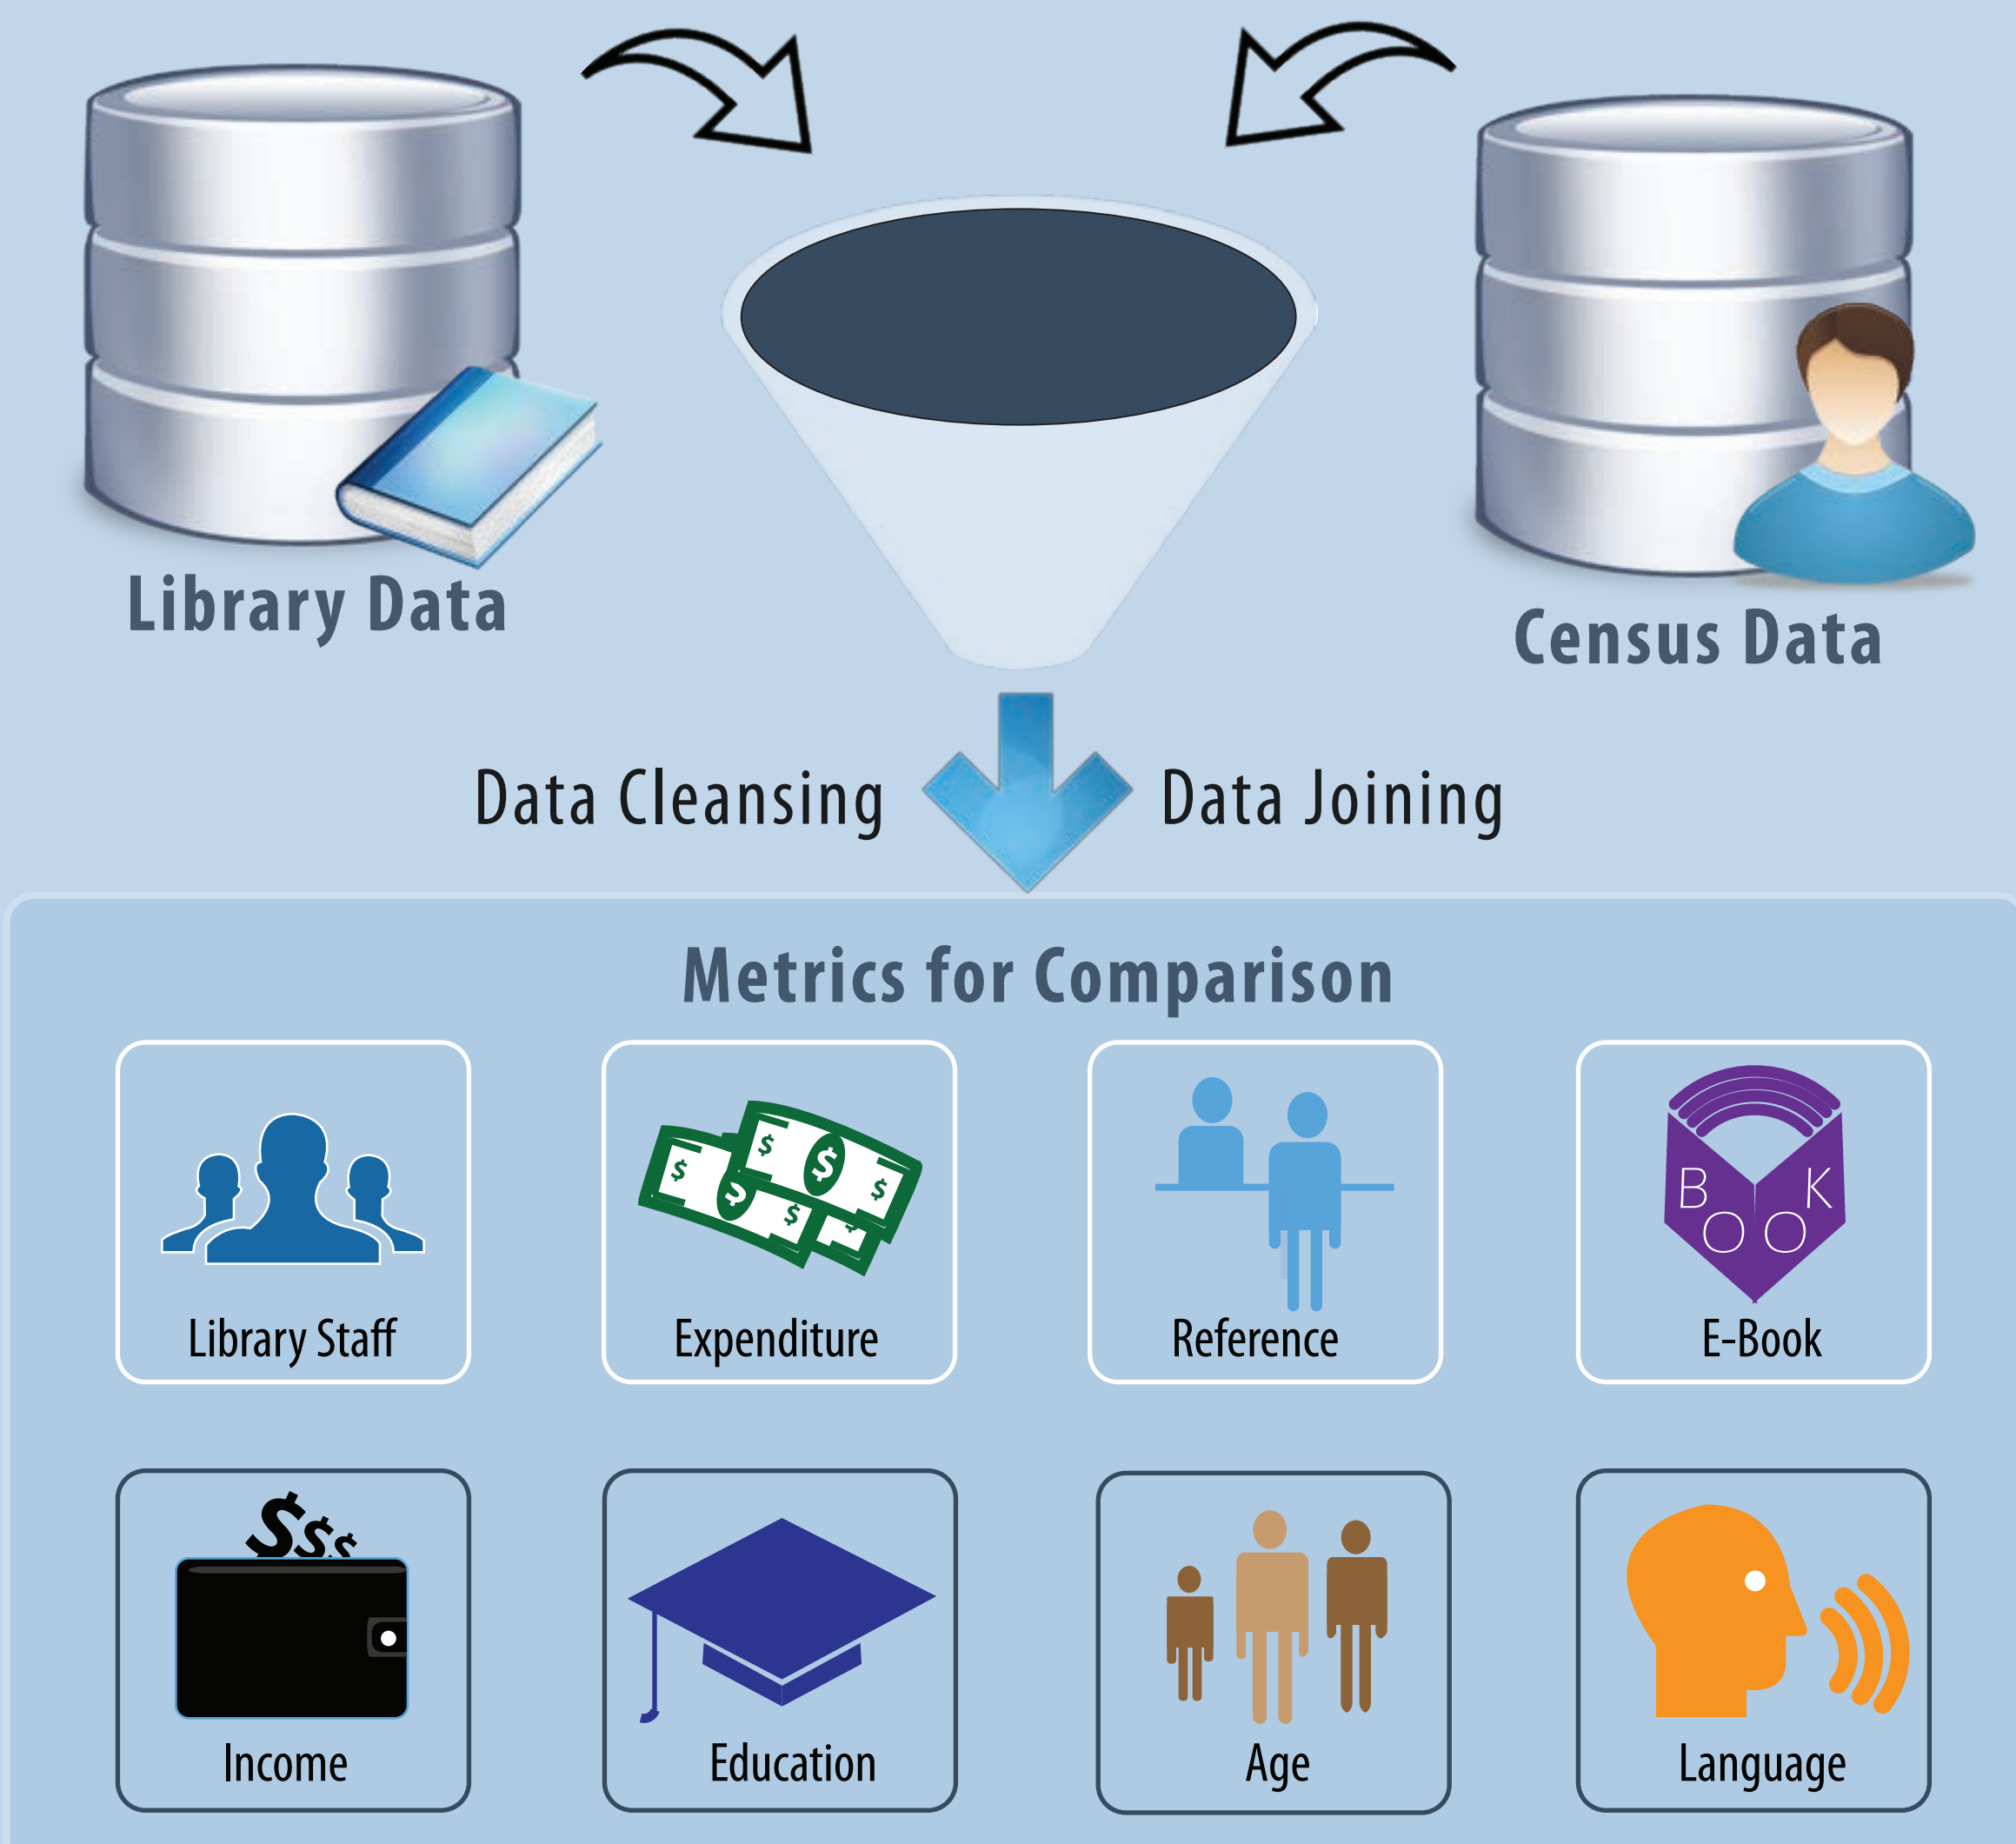 Library Data
Census Data
Data Cleansing
Data Joining
Metrics for Comparison
$ $ $ $ $ $ $
BOOK
Library Staff
Expenditure
Reference
E-Book
$ $ $
Income
Education
Age
Language